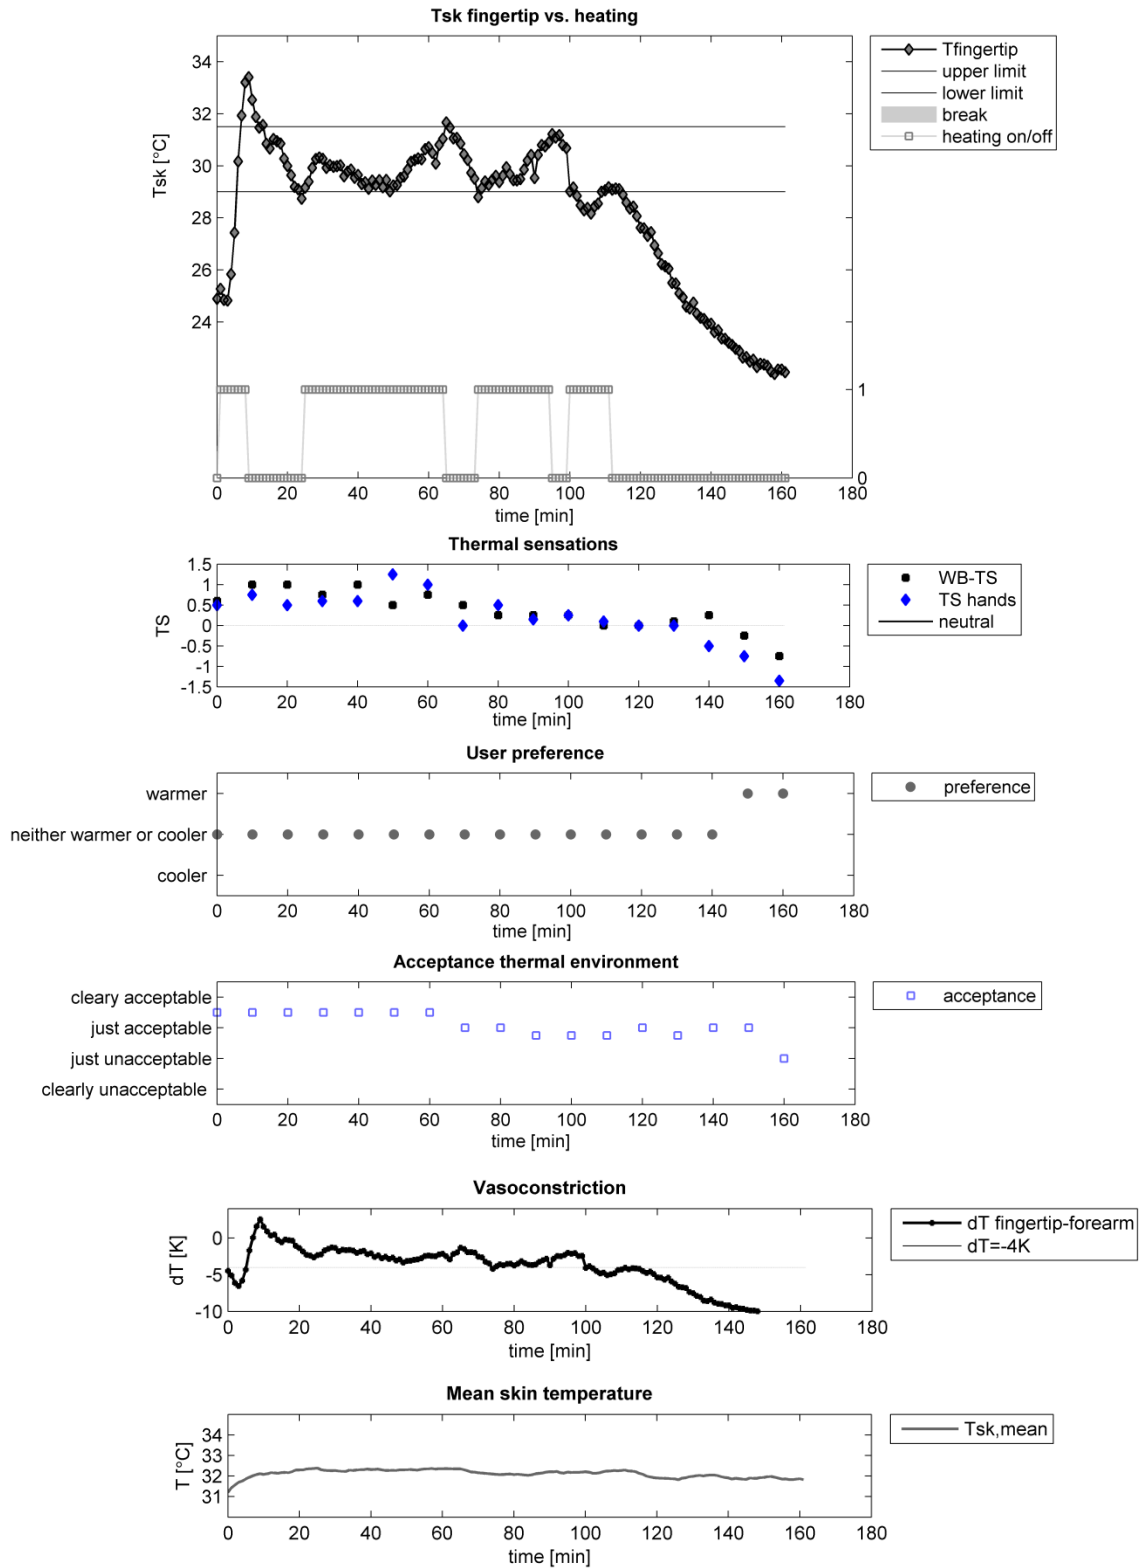 Tsk fingertip vs. heating
34
32
30
28
26
24
Tsk [°C]
1
0
0 20 40 60 80 100 120 140 160 180
time [min]
Tfingertip
upper limit
lower limit
break
heating on/off
Thermal sensations
1.5
1
0.5
0
-0.5
-1
-1.5
TS
0 20 40 60 80 100 120 140 160 180
time [min]
WB-TS
TS hands
neutral
User preference
warmer
neither warmer or cooler
cooler
0 20 40 60 80 100 120 140 160 180
time [min]
preference
Acceptance thermal environment
cleary acceptable
just acceptable
just unacceptable
clearly unacceptable
0 20 40 60 80 100 120 140 160 180
time [min]
acceptance
Vasoconstriction
0
-5
-10
dT [K]
0 20 40 60 80 100 120 140 160 180
time [min]
dT fingertip-forearm
dT=-4K
Mean skin temperature
34
33
32
31
T [°C]
0 20 40 60 80 100 120 140 160 180
time [min]
Tsk,mean